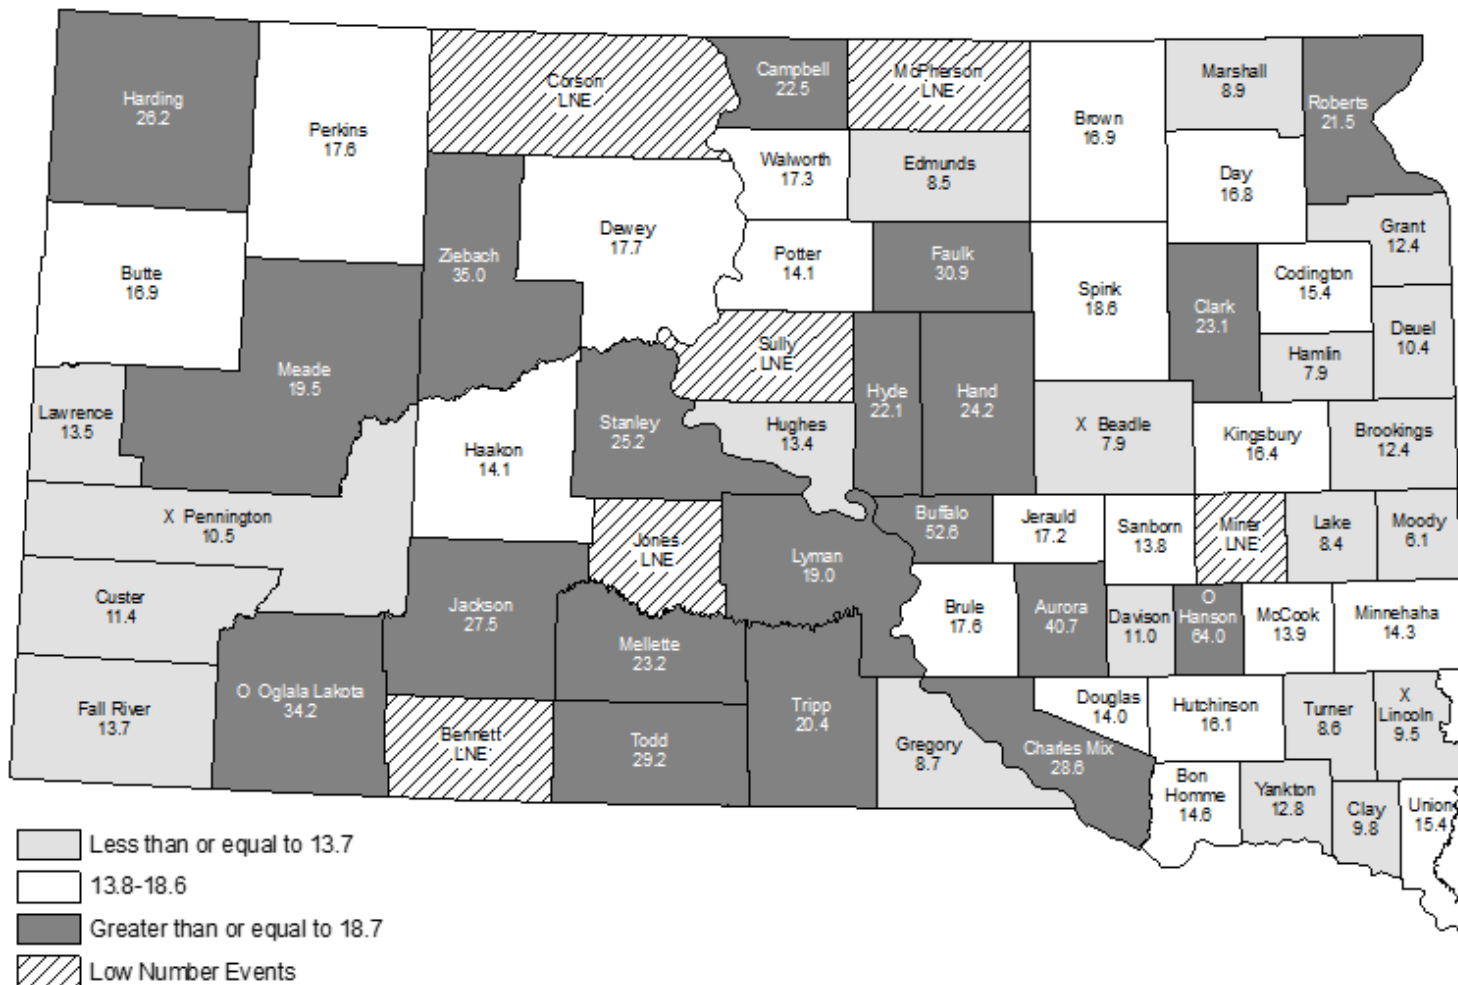 Harding
26.2
Perkins
17.6
Corson
LNE
Campbell
22.5
McPherson
LNE
Brown
16.9
Marshall
8.9
Roberts
21.5
Walworth
17.3
Edmunds
8.5
Day
16.8
Grant
12.4
Butte
16.9
Ziebach
35.0
Dewey
17.7
Potter
14.1
Faulk
30.9
Spink
18.6
Clark
23.1
Codington
15.4
Deuel
10.4
Meade
19.5
Sully
LNE
Hamlin
7.9
Lawrence
13.5
Haakon
14.1
Stanley
25.2
Hughes
13.4
Hyde
22.1
Hand
24.2
X Beadle
7.9
Kingsbury
16.4
Brookings
12.4
X Pennington
10.5
Jones
LNE
Lyman
19.0
Buffalo
52.6
Jerauld
17.2
Sanborn
13.8
Miner
LNE
Lake
8.4
Moody
6.1
Custer
11.4
Jackson
27.5
Mellette
23.2
Brule
17.6
Aurora
40.7
Davison
11.0
O
Hanson
64.0
McCook
13.9
Minnehaha
14.3
Fall River
13.7
O Oglala Lakota
34.2
Bennett
LNE
Todd
29.2
Tripp
20.4
Gregory
8.7
Charles Mix
28.6
Douglas
14.0
Hutchinson
16.1
Turner
8.6
X
Lincoln
9.5
Bon
Homme
14.6
Yankton
12.8
Clay
9.8
Union
15.4
Less than or equal to 13.7
13.8-18.6
Greater than or equal to 18.7
Low Number Events